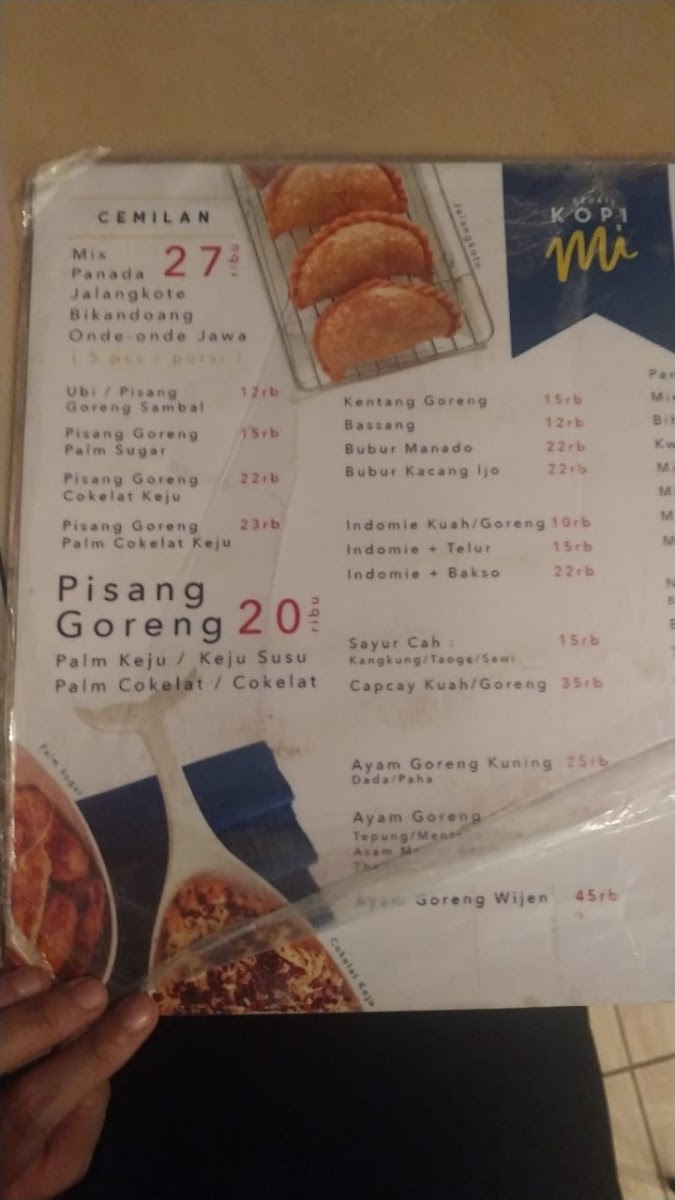 CEMILAN
Mix
Panada
Jalangkote
Bikandoang
Onde-onde Jawa
( 5 pcs / porsi )
27 ribu
Ubi / Pisang 12rb
Goreng Sambal
Pisang Goreng 15rb
Palm Sugar
Pisang Goreng 22rb
Cokelat Keju
Pisang Goreng 23rb
Palm Cokelat Keju
Pisang
Goreng 20 ribu
Palm Keju / Keju Susu
Palm Cokelat / Cokelat
Palm Sugar
Cokelat Keju
Jalangkote
KOPI
Mi
Kentang Goreng 15rb
Bassang 12rb
Bubur Manado 22rb
Bubur Kacang Ijo 22rb
Indomie Kuah/Goreng 10rb
Indomie + Telur 15rb
Indomie + Bakso 22rb
Sayur Cah : 15rb
Kangkung/Taoge/Sawi
Capcay Kuah/Goreng 35rb
Ayam Goreng Kuning 25rb
Dada/Paha
Ayam Goreng
Tepung/
Asam
Ayam Goreng Wijen 45rb